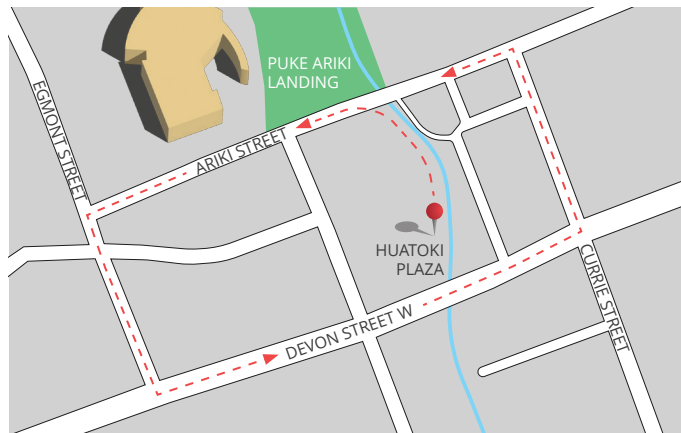 PUKE ARIKI
LANDING
EGMONT STREET
ARIKI STREET
HUATOKI
PLAZA
CURRIE STREET
DEVON STREET W